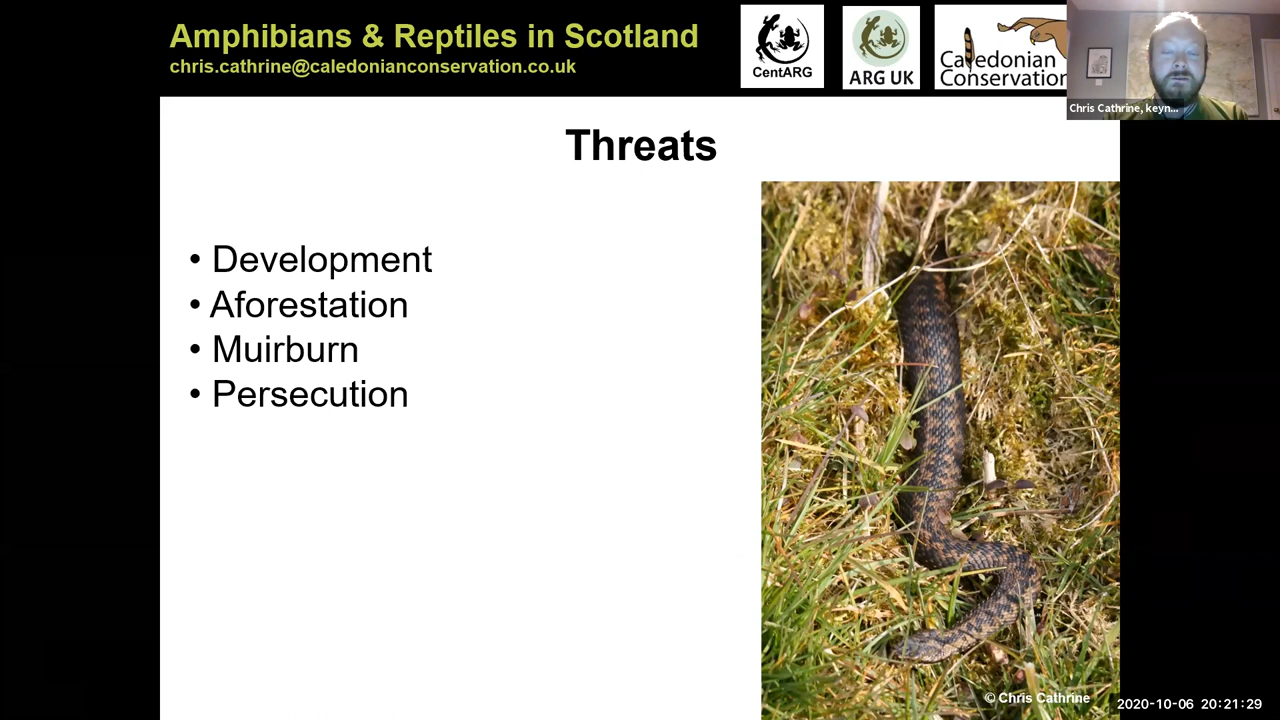 Amphibians & Reptiles in Scotland
chris.cathrine@caledonianconservation.co.uk
CentARG
ARG UK
Caledonian
Conservation
Chris Cathrine, keyn...
Threats
• Development
• Aforestation
• Muirburn
• Persecution
© Chris Cathrine
2020-10-06 20:21:29